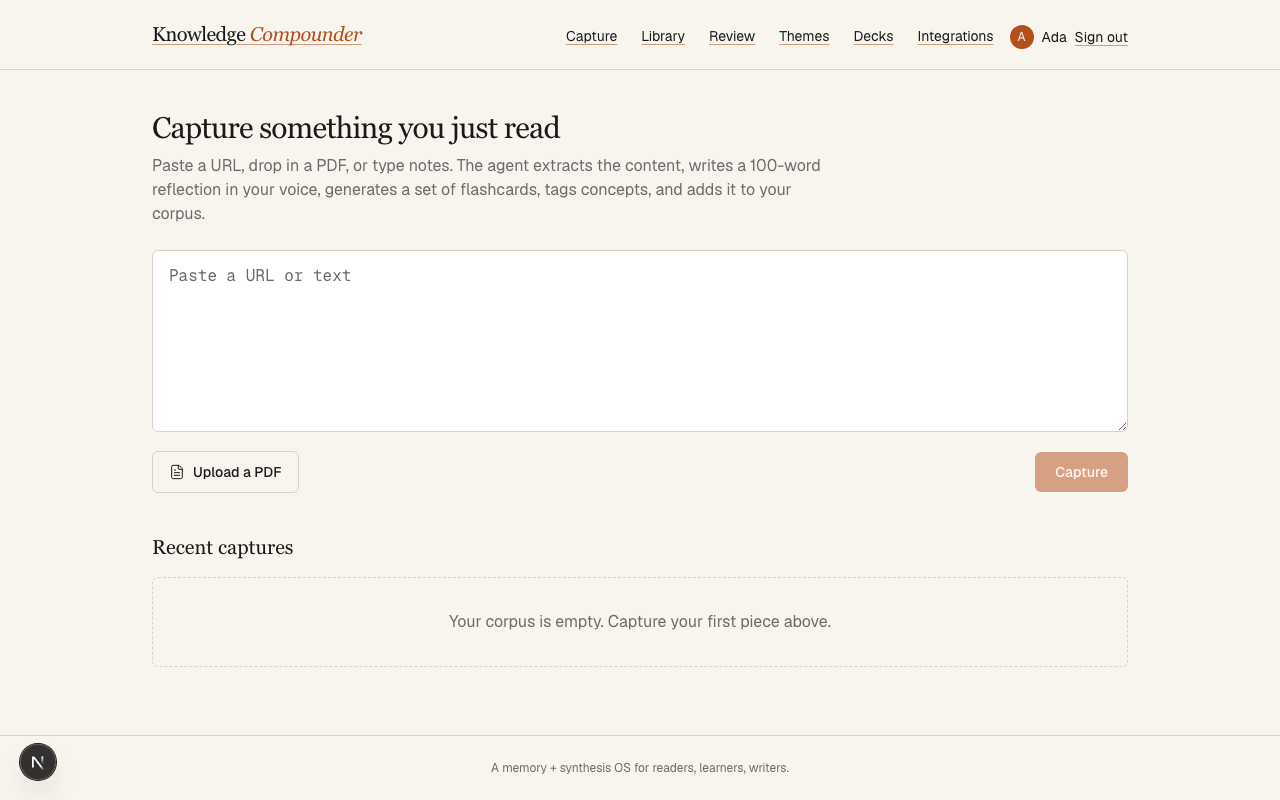 Knowledge Compounder
Capture Library Review Themes Decks Integrations A Ada Sign out
Capture something you just read
Paste a URL, drop in a PDF, or type notes. The agent extracts the content, writes a 100-word
reflection in your voice, generates a set of flashcards, tags concepts, and adds it to your
corpus.
Paste a URL or text
Upload a PDF
Capture
Recent captures
Your corpus is empty. Capture your first piece above.
N
A memory + synthesis OS for readers, learners, writers.